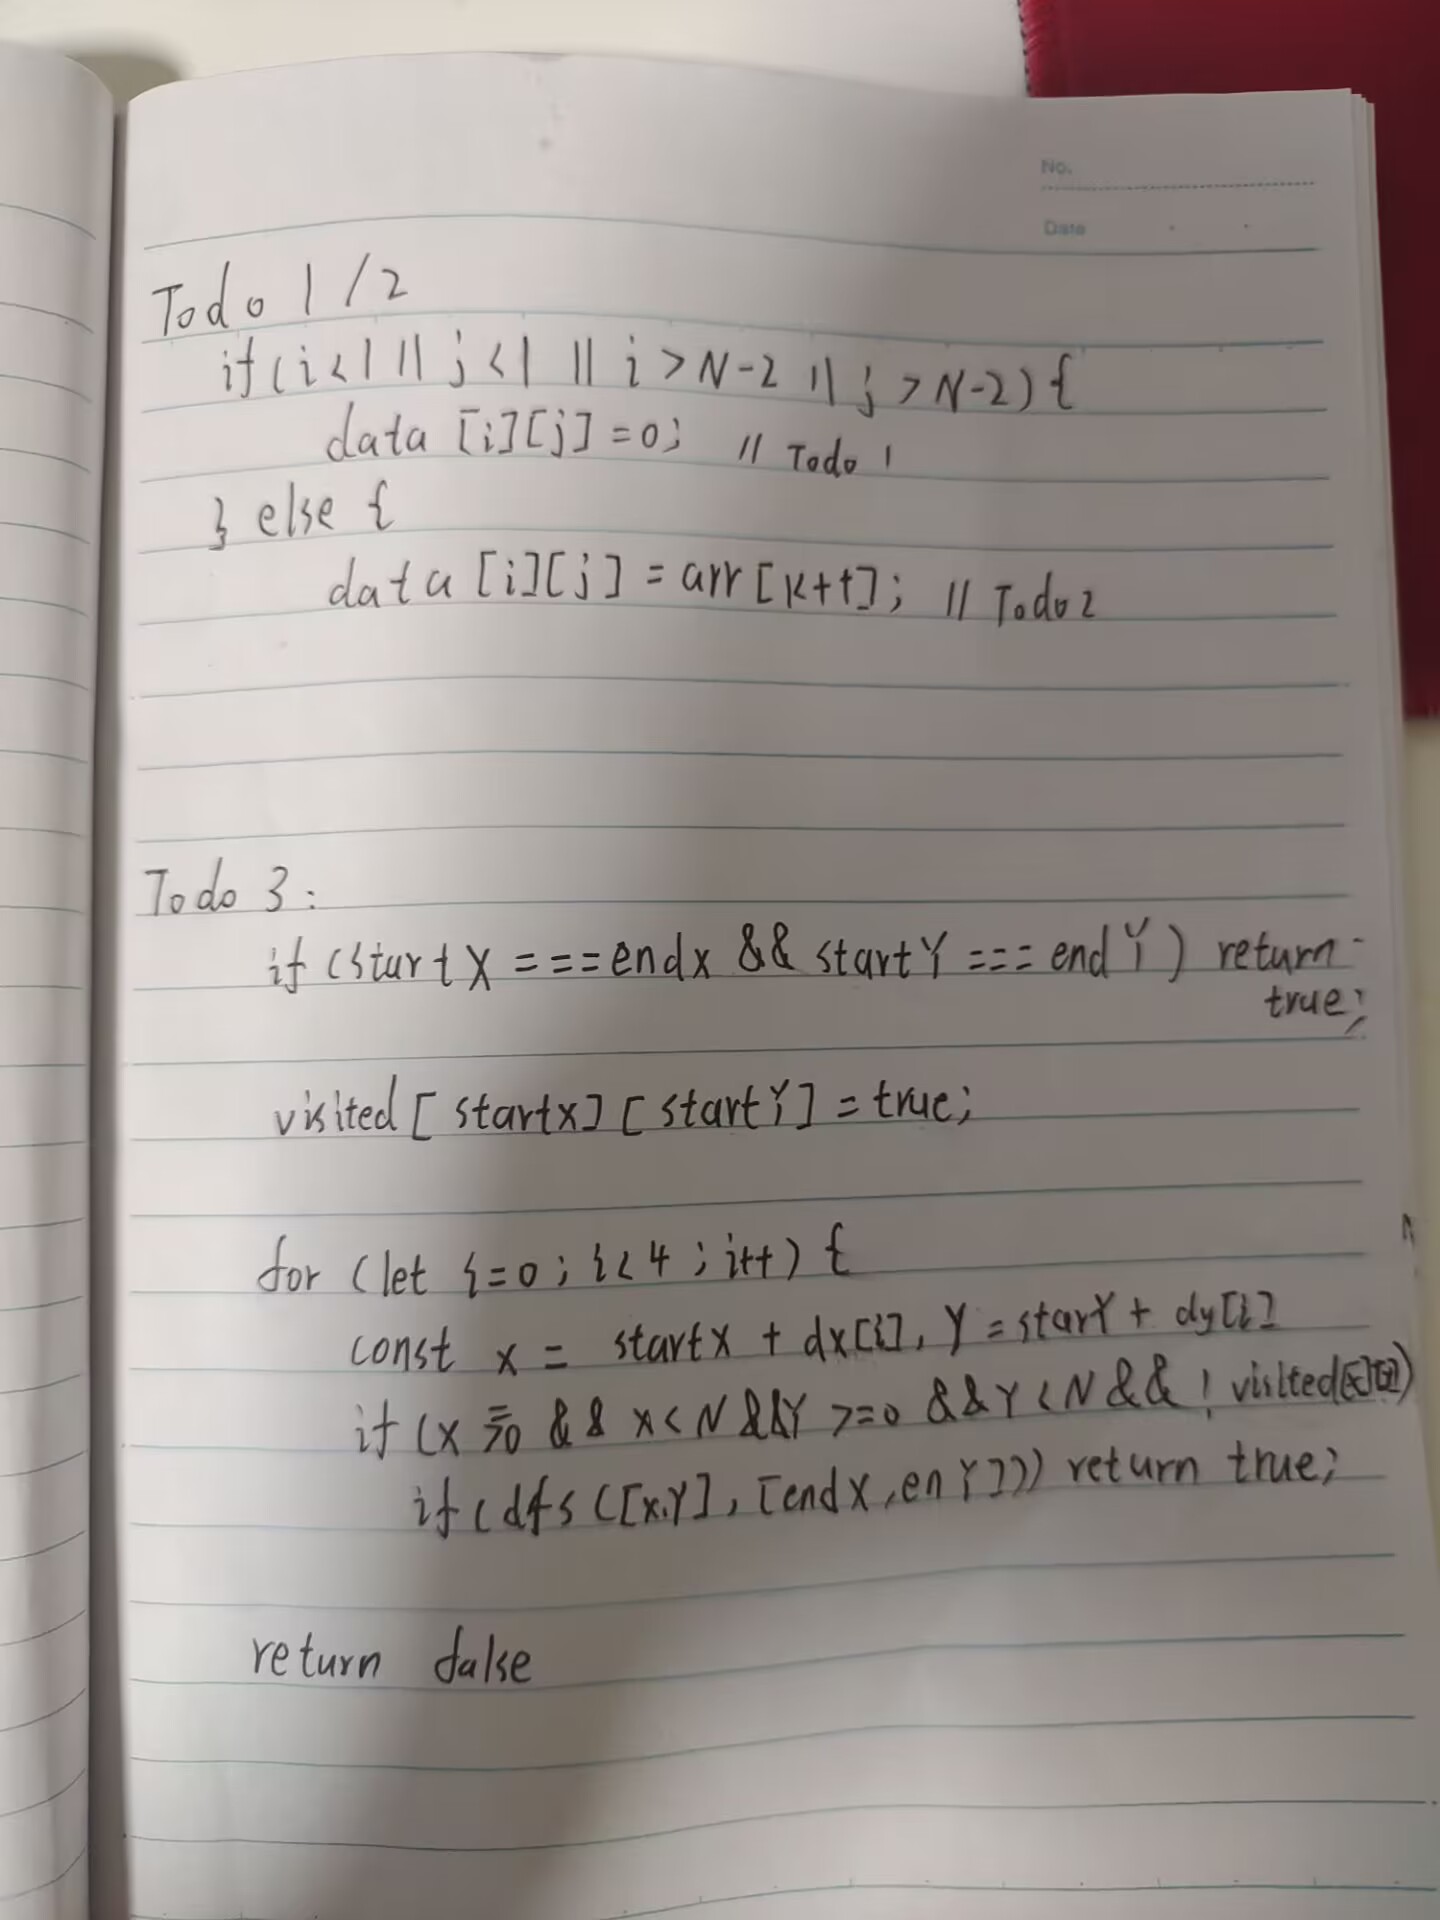 No.
Date
Todo 1/2
if(i<1 || j<1 || i>N-2 || j>N-2){
data [i][j]=0; // Todo 1
} else {
data [i][j] = arr[k++]; // Todo 2
Todo 3:
if (startX === endx && startY === endY) return
true;
visited[startx][startY] = true;
for (let i=0; i<4; i++) {
const x = startx + dx[i], Y = starY + dy[i]
if (x >=0 && x<N &&Y >=0 &&Y<N && ! visited[x][y])
if (dfs([x,Y], [endX,enY])) return true;
return false